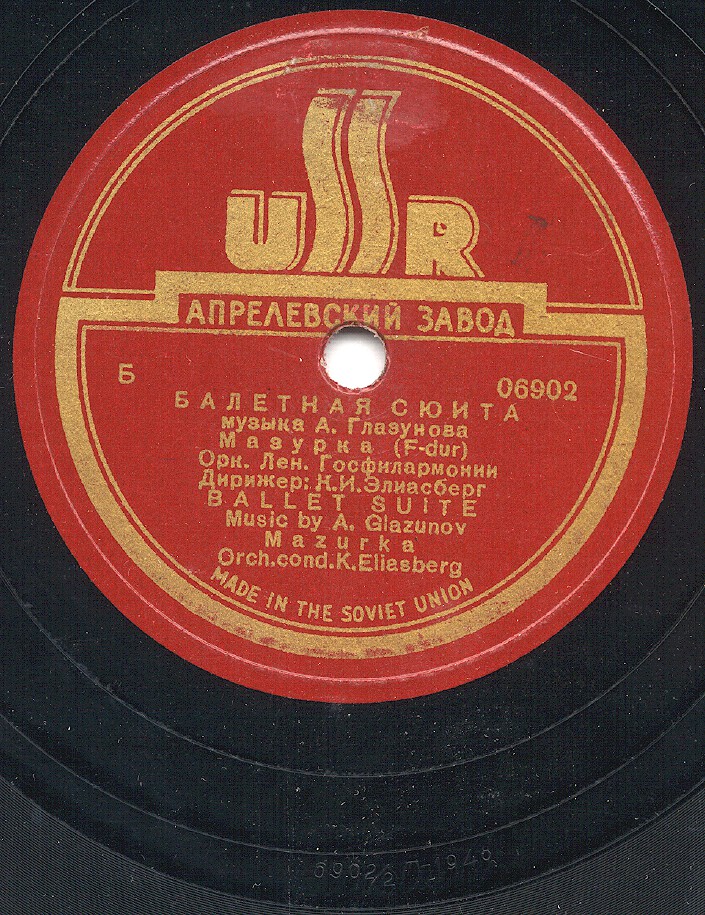 USSR
АПРЕЛЕВСКИЙ ЗАВОД
Б 06902
БАЛЕТНАЯ СЮИТА
музыка А. Глазунова
Мазурка (F-dur)
Орк. Лен. Госфилармонии
Дирижер: К.И.Элиасберг
BALLET SUITE
Music by A. Glazunov
Mazurka
Orch.cond.K.Eliasberg
MADE IN THE SOVIET UNION